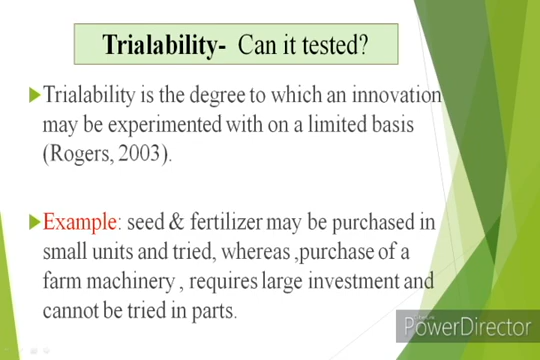 Trialability- Can it tested?
Trialability is the degree to which an innovation
may be experimented with on a limited basis
(Rogers, 2003).
Example: seed & fertilizer may be purchased in
small units and tried, whereas ,purchase of a
farm machinery , requires large investment and
cannot be tried in parts.
PowerDirector